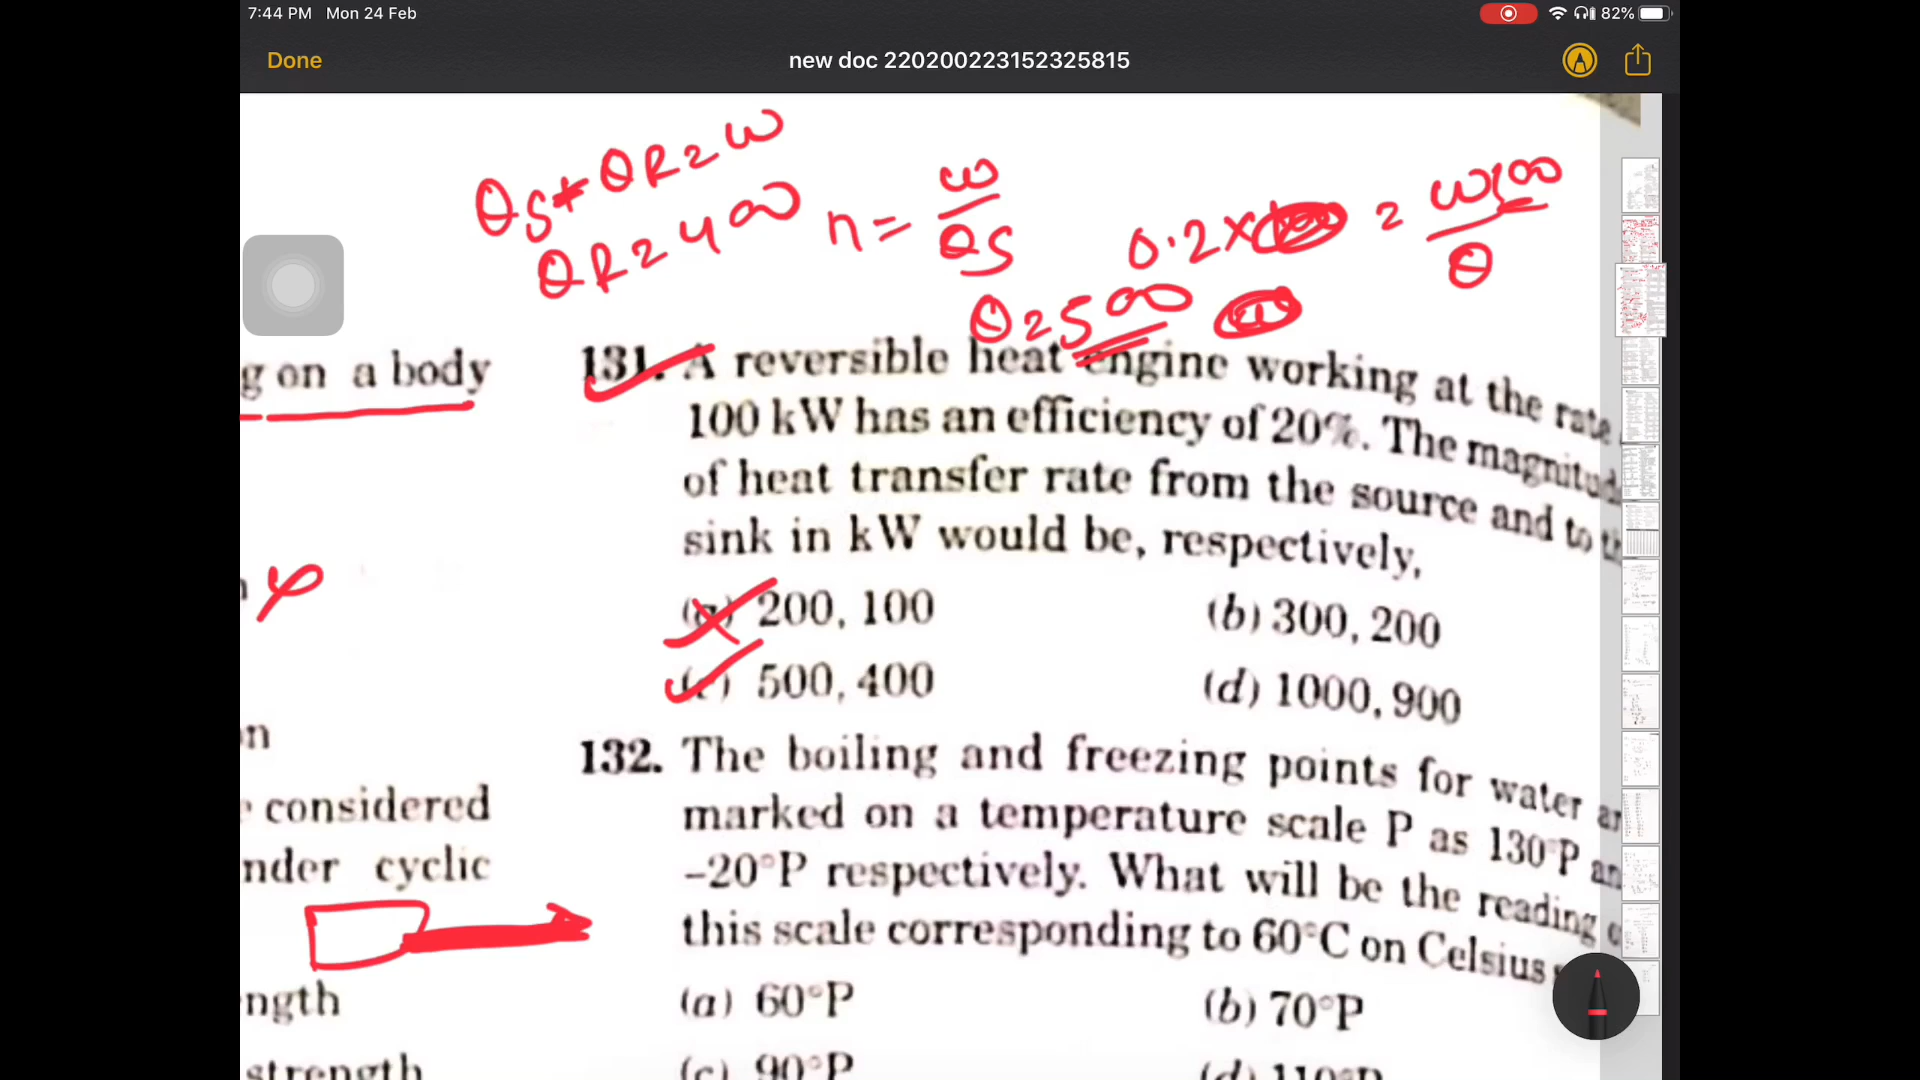 7:44 PM Mon 24 Feb
82%
Done
new doc 220200223152325815
QS * QR = W
QR = 400
n = W/QS
0.2 x = W100/Q
Q = 500
g on a body
131. A reversible heat engine working at the rate
100 kW has an efficiency of 20%. The magnitud
of heat transfer rate from the source and to th
sink in kW would be, respectively,
(a) 200, 100
(b) 300, 200
(c) 500, 400
(d) 1000, 900
n
considered
nder cyclic
ngth
strength
132. The boiling and freezing points for water ar
marked on a temperature scale P as 130°P an
–20°P respectively. What will be the reading o
this scale corresponding to 60°C on Celsius
(a) 60°P
(b) 70°P
(c) 90°P
(d) 110°P